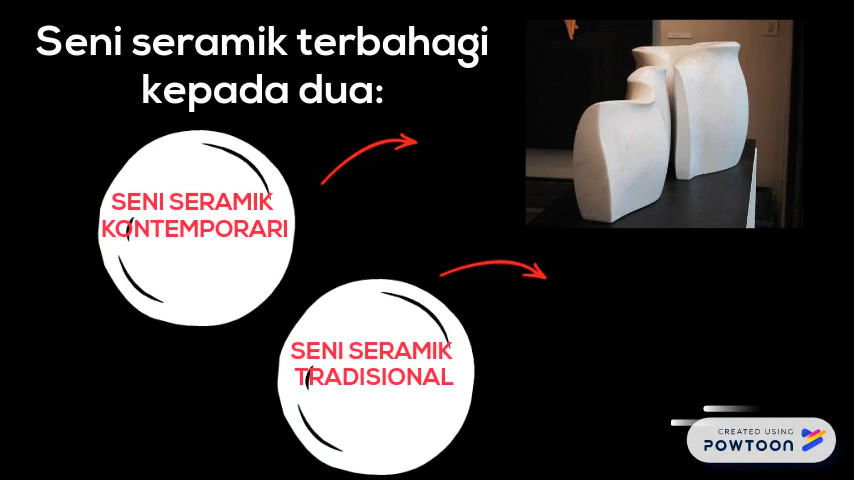 Seni seramik terbahagi
kepada dua:
SENI SERAMIK
KONTEMPORARI
SENI SERAMIK
TRADISIONAL
CREATED USING
POWTOON